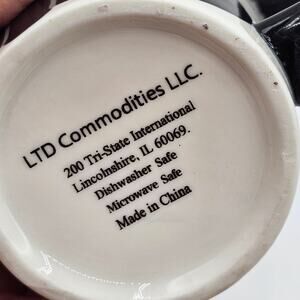 LTD Commodities LLC.
200 Tri-State International
Lincolnshire, IL 60069.
Dishwasher Safe
Microwave Safe
Made in China